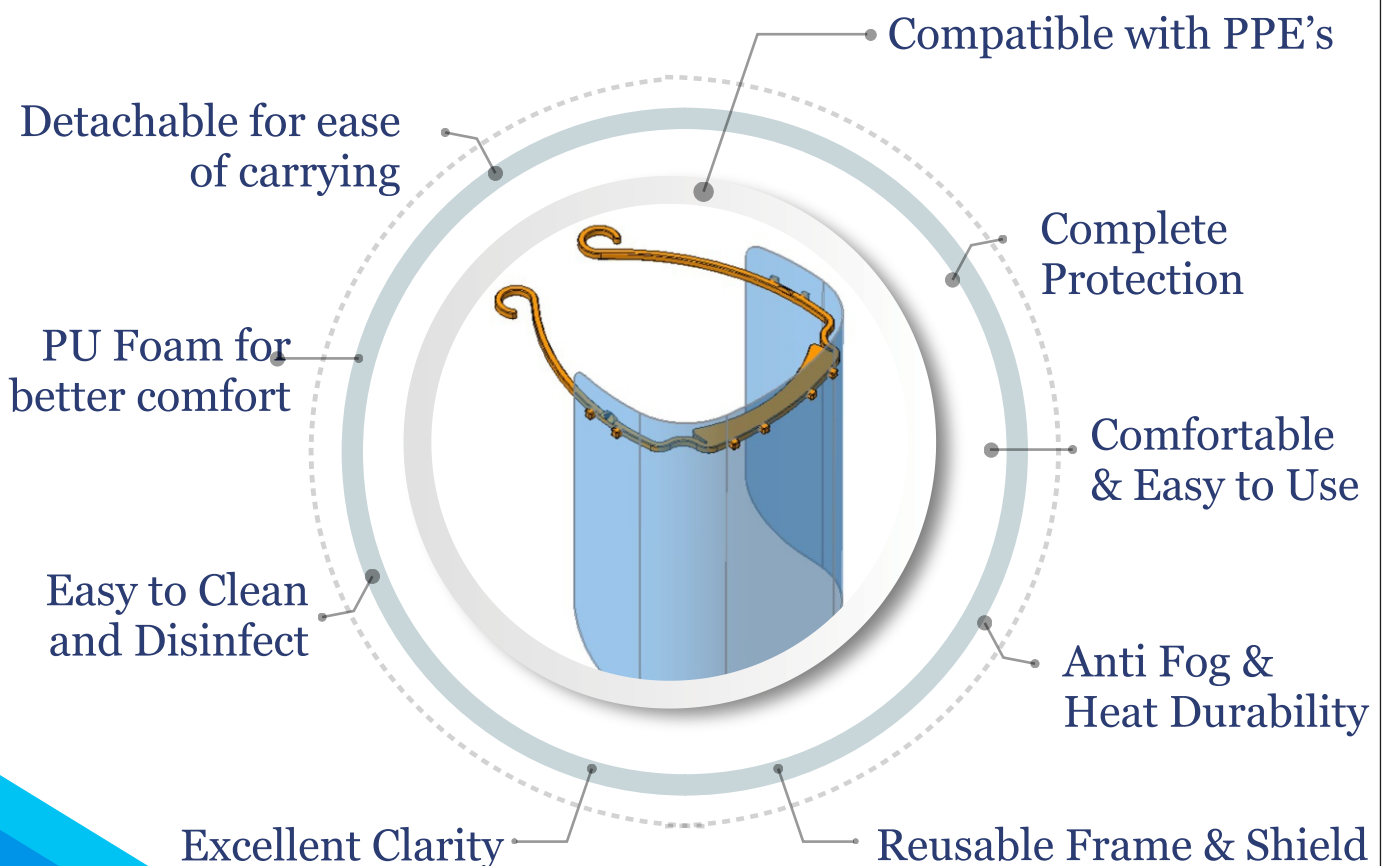 Compatible with PPE’s
Detachable for ease
of carrying
Complete
Protection
PU Foam for
better comfort
Comfortable
& Easy to Use
Easy to Clean
and Disinfect
Anti Fog &
Heat Durability
Excellent Clarity
Reusable Frame & Shield